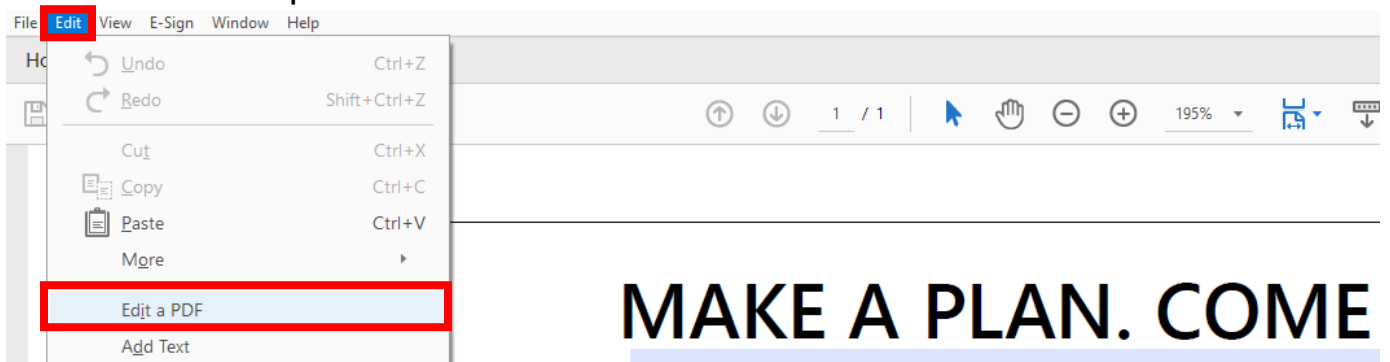 File Edit View E-Sign Window Help
Ho
Undo Ctrl+Z
Redo Shift+Ctrl+Z
1 / 1 195%
Cut Ctrl+X
Copy Ctrl+C
Paste Ctrl+V
More
Edit a PDF
MAKE A PLAN. COME
Add Text